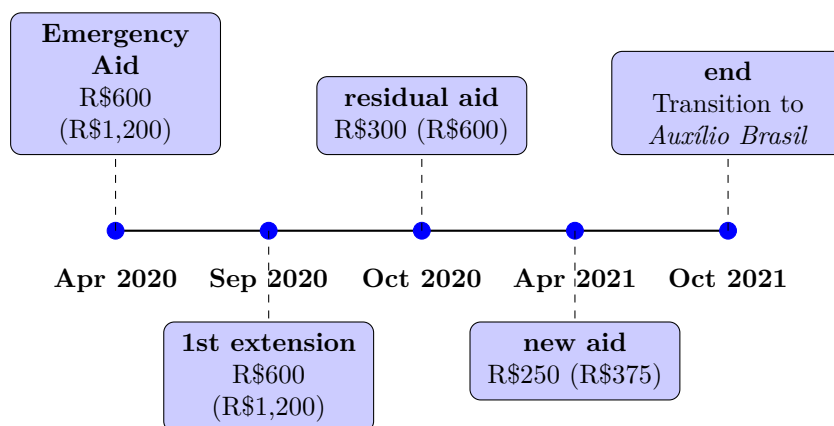 Emergency
Aid
R$600
(R$1,200)
residual aid
R$300 (R$600)
end
Transition to
Auxílio Brasil
Apr 2020
Sep 2020
Oct 2020
Apr 2021
Oct 2021
1st extension
R$600
(R$1,200)
new aid
R$250 (R$375)